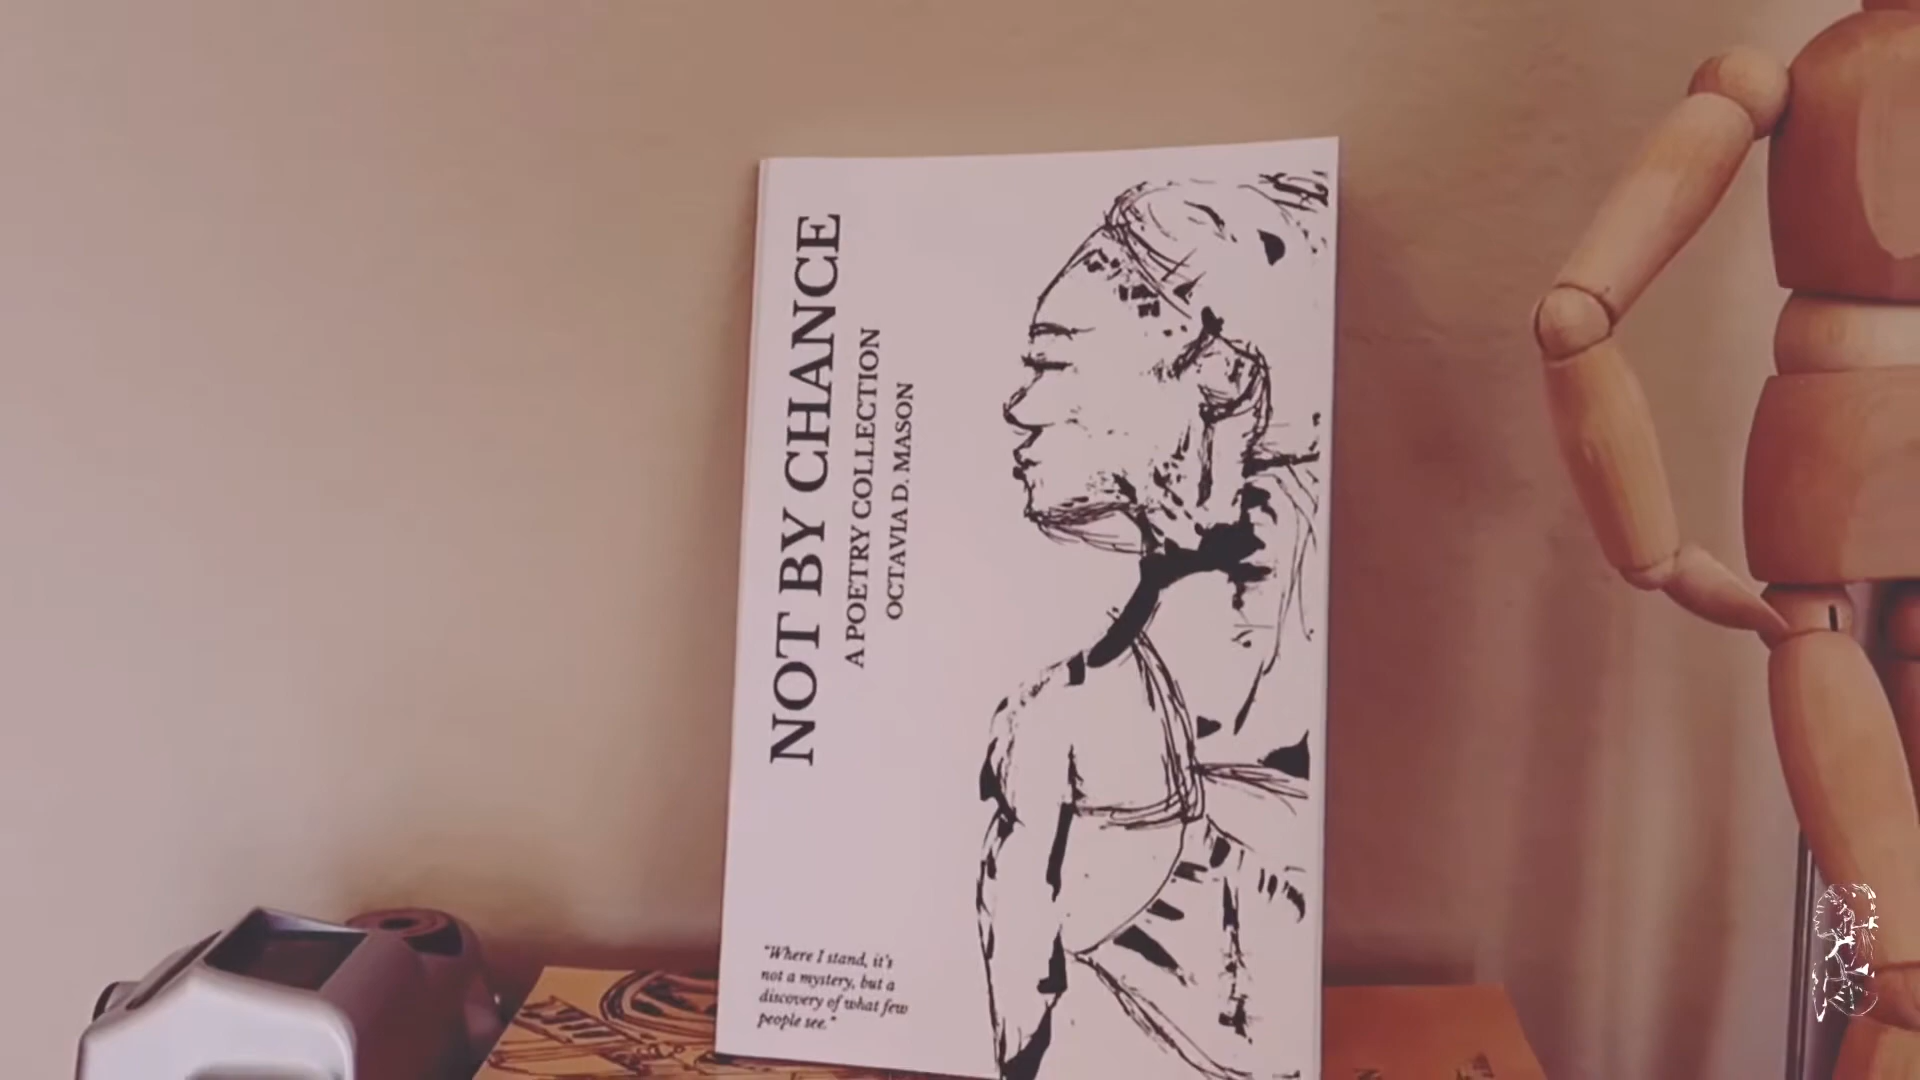 NOT BY CHANCE
A POETRY COLLECTION
OCTAVIA D. MASON
"Where I stand, it's
not a mystery, but a
discovery of what few
people see."